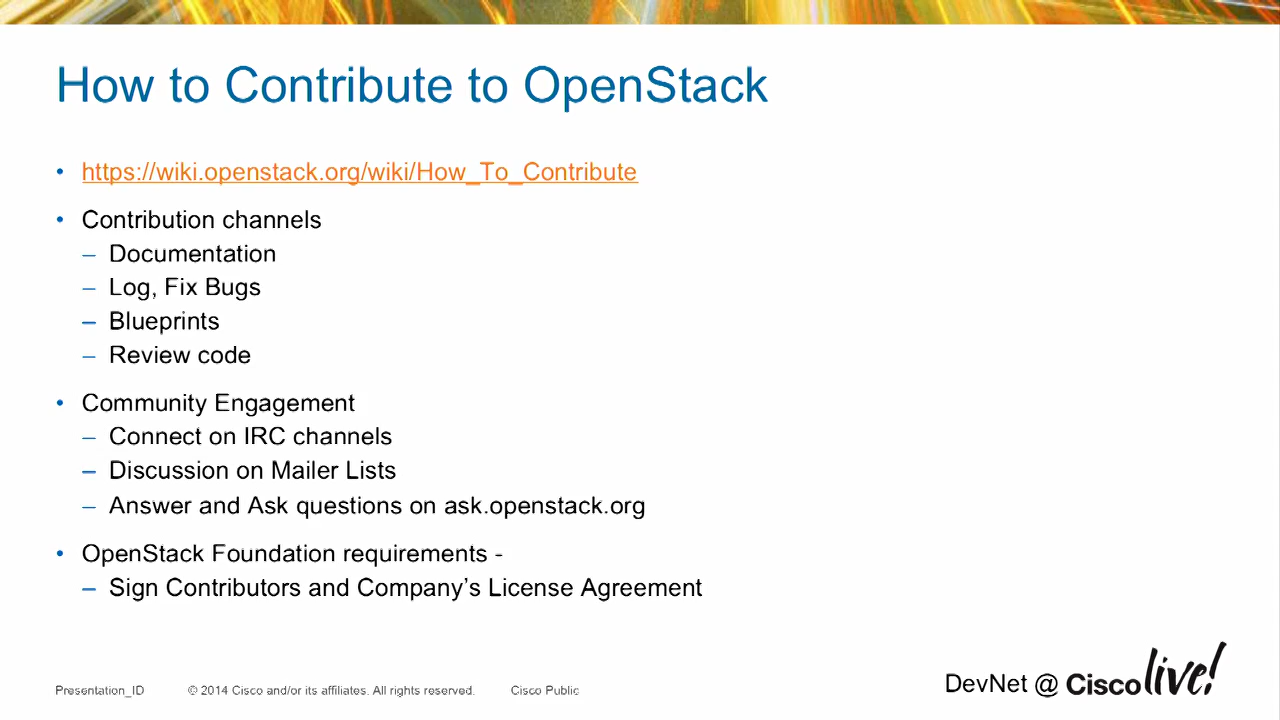 How to Contribute to OpenStack
• https://wiki.openstack.org/wiki/How_To_Contribute
• Contribution channels
– Documentation
– Log, Fix Bugs
– Blueprints
– Review code
• Community Engagement
– Connect on IRC channels
– Discussion on Mailer Lists
– Answer and Ask questions on ask.openstack.org
• OpenStack Foundation requirements -
– Sign Contributors and Company’s License Agreement
Presentation_ID © 2014 Cisco and/or its affiliates. All rights reserved. Cisco Public
DevNet @ Cisco live!